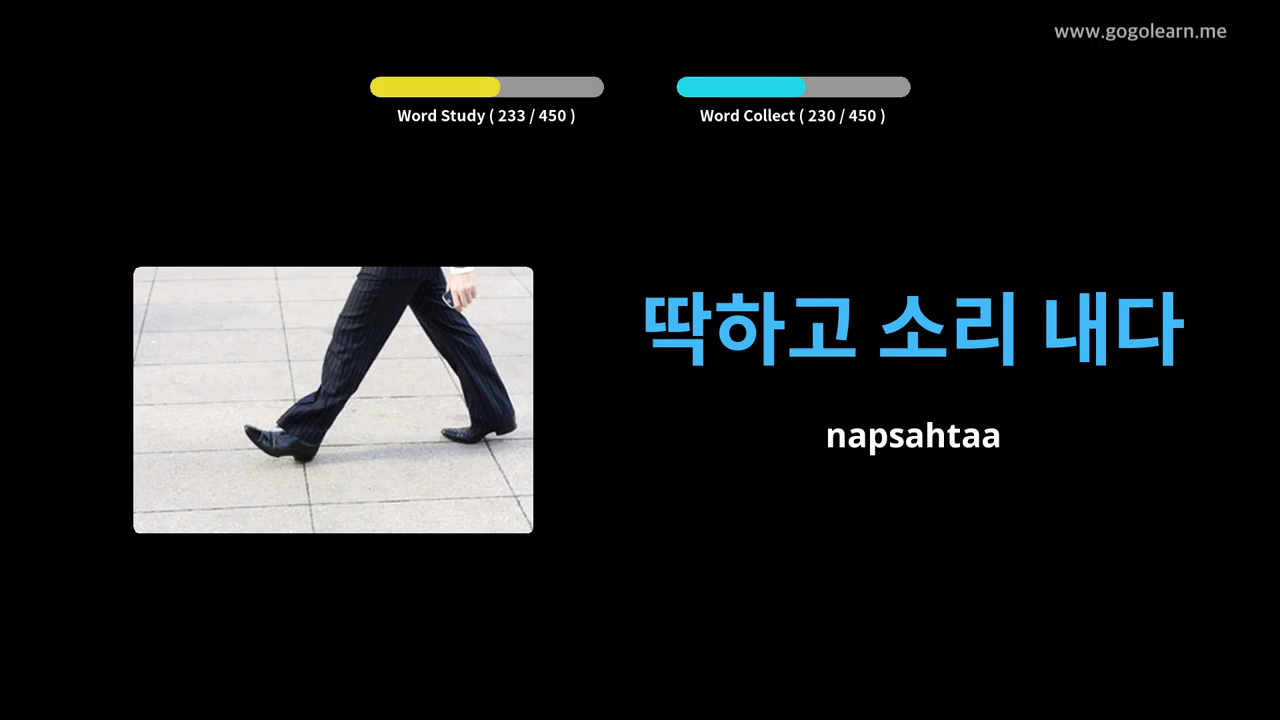 www.gogolearn.me
Word Study ( 233 / 450 )
Word Collect ( 230 / 450 )
딱하고 소리 내다
napsahtaa